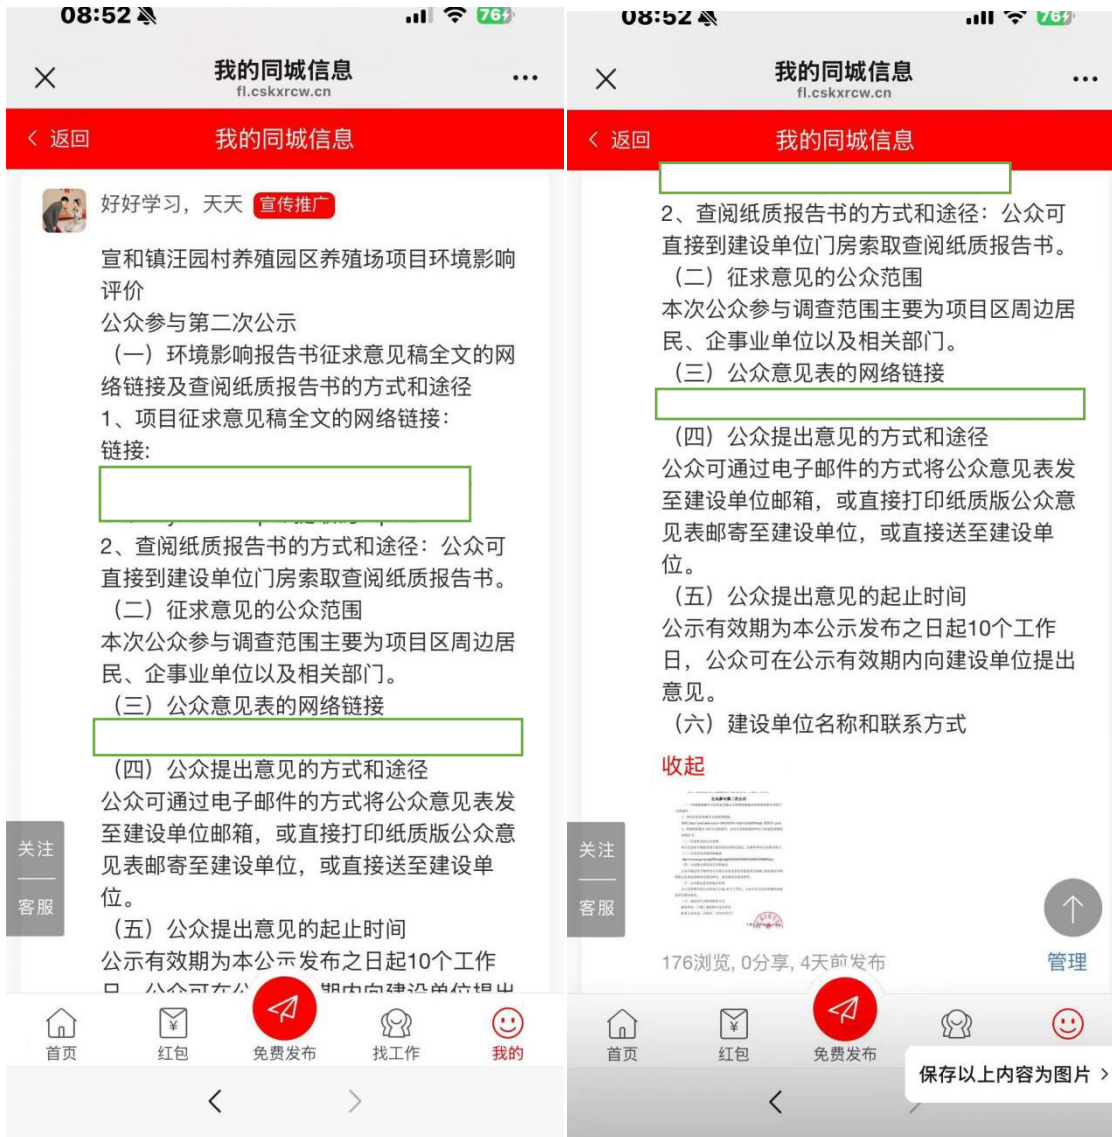 08:52
76
我的同城信息
fl.cskxrcw.cn
返回
我的同城信息
好好学习，天天
宣传推广
宣和镇汪园村养殖园区养殖场项目环境影响
评价
公众参与第二次公示
（一）环境影响报告书征求意见稿全文的网
络链接及查阅纸质报告书的方式和途径
1、项目征求意见稿全文的网络链接：
链接:
2、查阅纸质报告书的方式和途径：公众可
直接到建设单位门房索取查阅纸质报告书。
（二）征求意见的公众范围
本次公众参与调查范围主要为项目区周边居
民、企事业单位以及相关部门。
（三）公众意见表的网络链接
（四）公众提出意见的方式和途径
公众可通过电子邮件的方式将公众意见表发
至建设单位邮箱，或直接打印纸质版公众意
见表邮寄至建设单位，或直接送至建设单
位。
（五）公众提出意见的起止时间
公示有效期为本公示发布之日起10个工作
关注
客服
首页
红包
免费发布
找工作
我的
08:52
76
我的同城信息
fl.cskxrcw.cn
返回
我的同城信息
2、查阅纸质报告书的方式和途径：公众可
直接到建设单位门房索取查阅纸质报告书。
（二）征求意见的公众范围
本次公众参与调查范围主要为项目区周边居
民、企事业单位以及相关部门。
（三）公众意见表的网络链接
（四）公众提出意见的方式和途径
公众可通过电子邮件的方式将公众意见表发
至建设单位邮箱，或直接打印纸质版公众意
见表邮寄至建设单位，或直接送至建设单
位。
（五）公众提出意见的起止时间
公示有效期为本公示发布之日起10个工作
日，公众可在公示有效期内向建设单位提出
意见。
（六）建设单位名称和联系方式
收起
公众参与第二次公示
关注
客服
176浏览, 0分享, 4天前发布
管理
首页
红包
免费发布
保存以上内容为图片